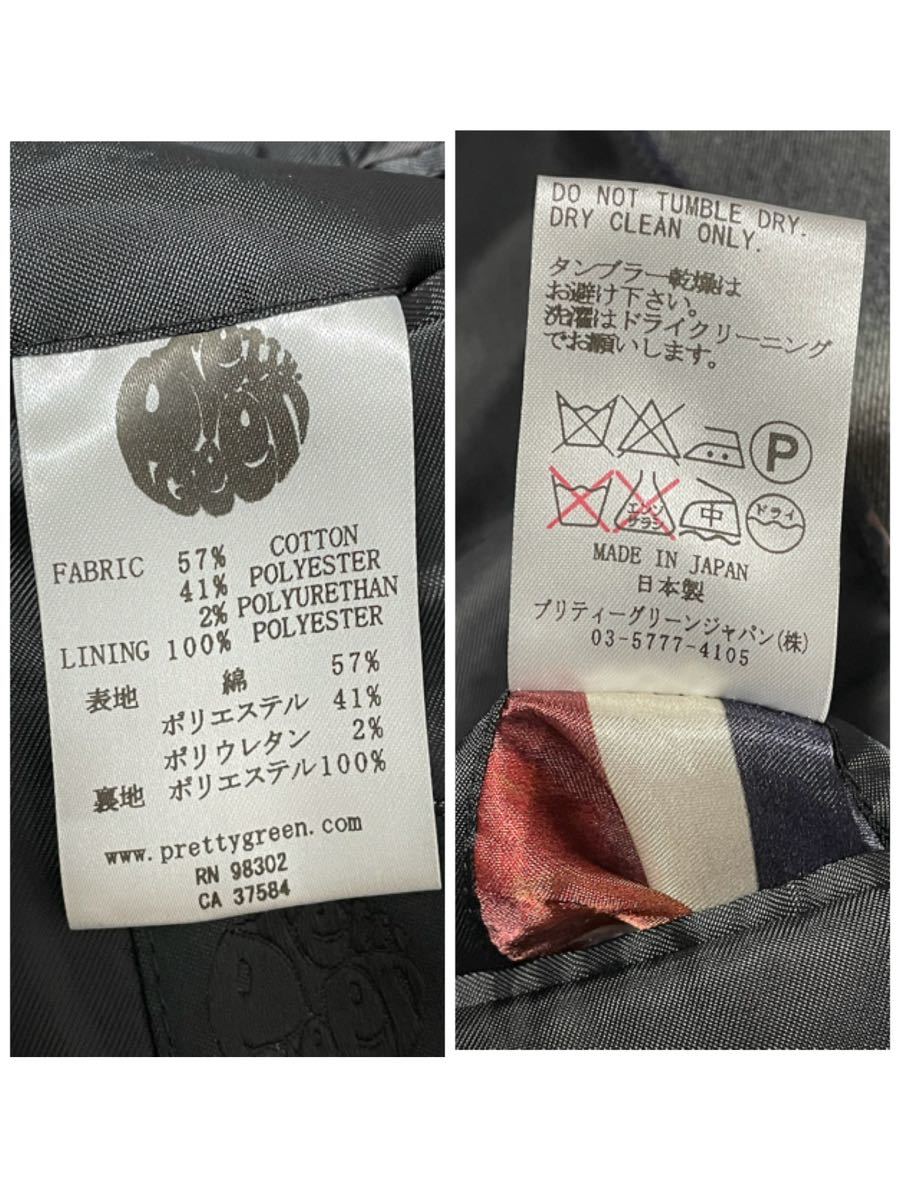 Pretty
Green
FABRIC 57% COTTON
41% POLYESTER
2% POLYURETHAN
LINING 100% POLYESTER
表地 綿 57%
ポリエステル 41%
ポリウレタン 2%
裏地 ポリエステル100%
www.prettygreen.com
RN 98302
CA 37584
DO NOT TUMBLE DRY.
DRY CLEAN ONLY.
タンブラー乾燥は
お避け下さい。
洗濯はドライクリーニング
でお願いします。
P
エンソ
サラシ
中
ドライ
MADE IN JAPAN
日本製
プリティーグリーンジャパン(株)
03-5777-4105